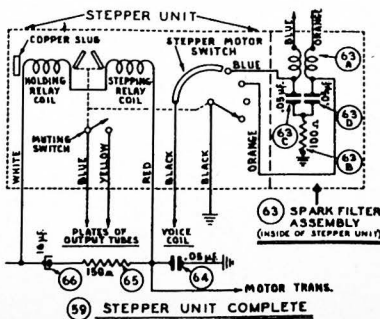 STEPPER UNIT
COPPER SLUG
STEPPER MOTOR
SWITCH
BLUE
ORANGE
63
A
BLUE
HOLDING
RELAY
COIL
STEPPING
RELAY
COIL
.05µF.
.05µF.
63
C
63
D
100Ω
63
B
MUTING
SWITCH
WHITE
BLUE
YELLOW
RED
BLACK
BLACK
ORANGE
63 SPARK FILTER
ASSEMBLY
(INSIDE OF STEPPER UNIT)
PLATES OF
OUTPUT TUBES
VOICE
COIL
10µF.
150Ω
.05µF.
66
65
64
MOTOR TRANS.
59 STEPPER UNIT COMPLETE